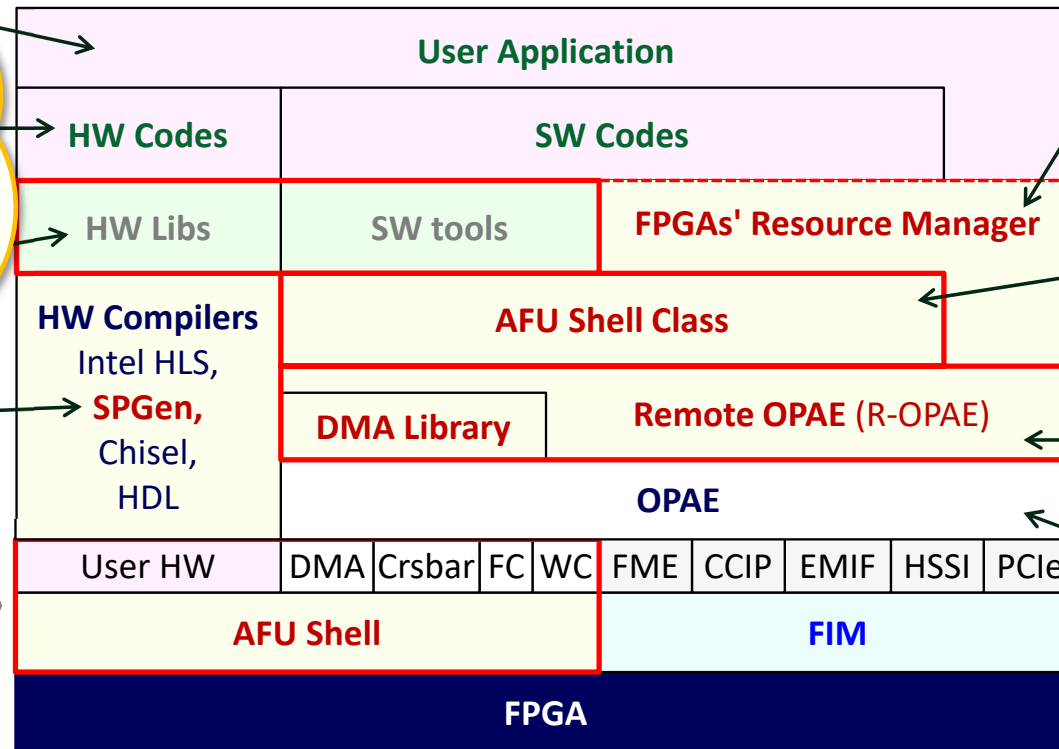 User Application
HW Codes
SW Codes
HW Libs
SW tools
FPGAs' Resource Manager
HW Compilers
Intel HLS,
SPGen,
Chisel,
HDL
AFU Shell Class
DMA Library
Remote OPAE (R-OPAE)
OPAE
User HW
DMA
Crsbar
FC
WC
FME
CCIP
EMIF
HSSI
PCIe
AFU Shell
FIM
FPGA